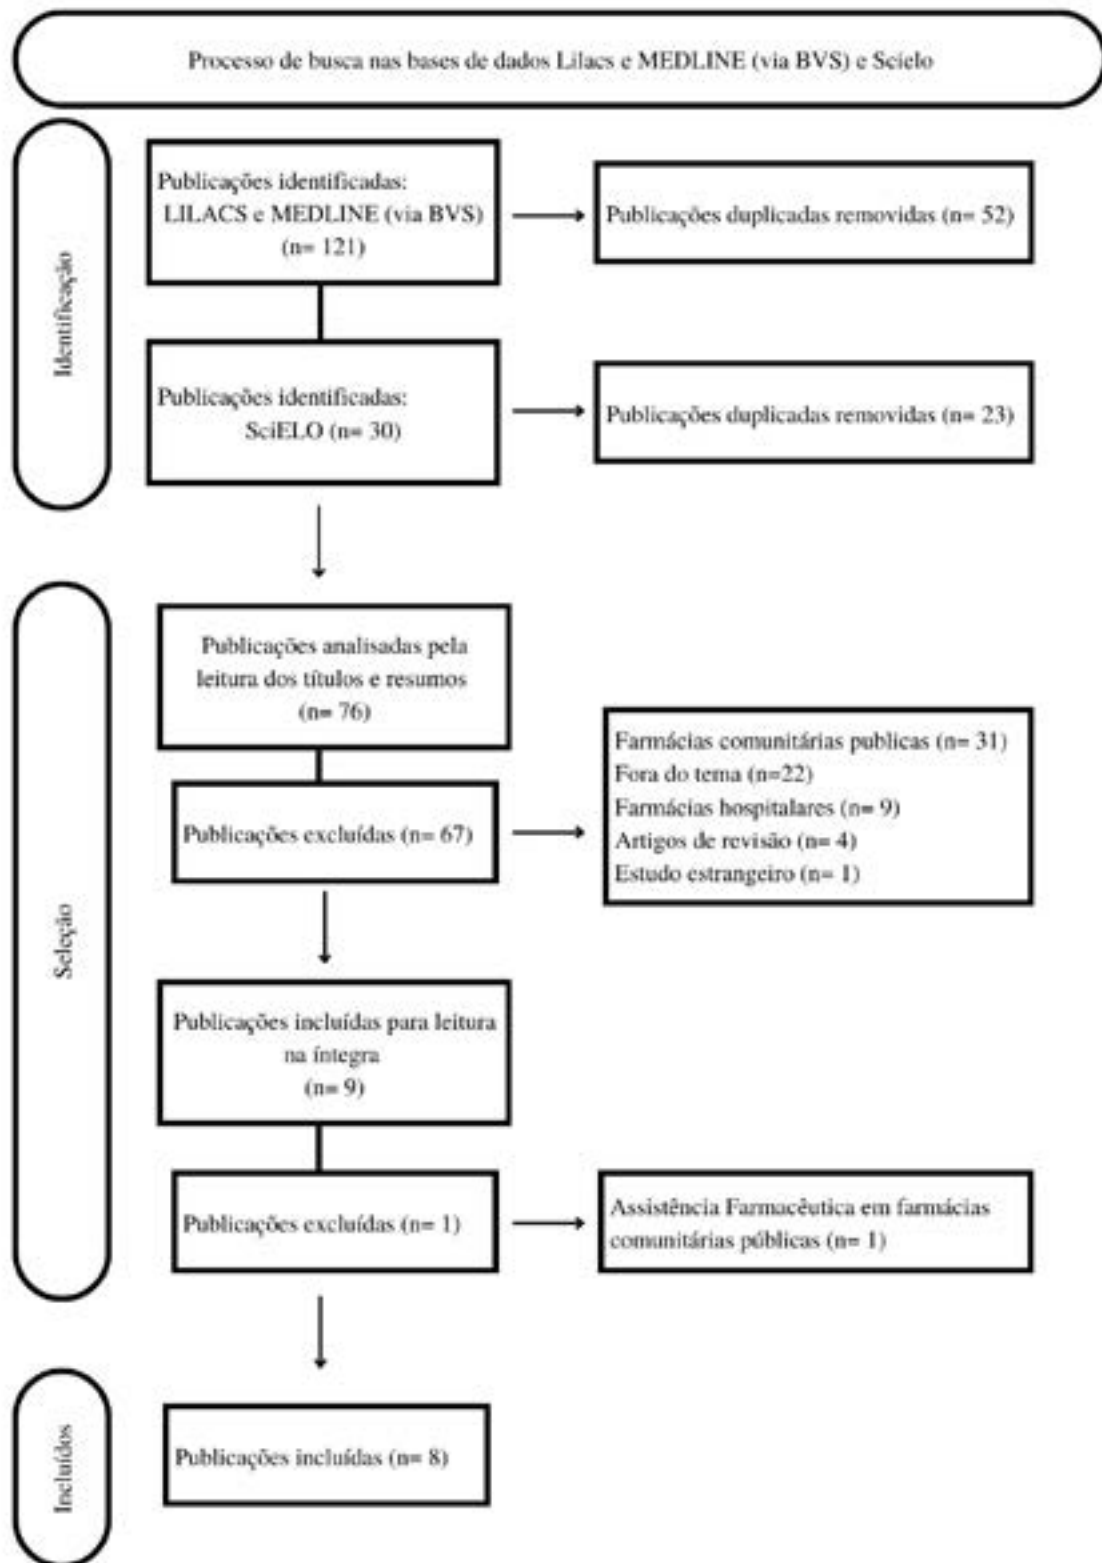 Processo de busca nas bases de dados Lilacs e MEDLINE (via BVS) e Scielo
Identificação
Publicações identificadas:
LILACS e MEDLINE (via BVS)
(n= 121)
Publicações duplicadas removidas (n= 52)
Publicações identificadas:
SciELO (n= 30)
Publicações duplicadas removidas (n= 23)
Seleção
Publicações analisadas pela
leitura dos títulos e resumos
(n= 76)
Publicações excluídas (n= 67)
Farmácias comunitárias publicas (n= 31)
Fora do tema (n=22)
Farmácias hospitalares (n= 9)
Artigos de revisão (n= 4)
Estudo estrangeiro (n= 1)
Publicações incluídas para leitura
na íntegra
(n= 9)
Publicações excluídas (n= 1)
Assistência Farmacêutica em farmácias
comunitárias públicas (n= 1)
Incluídos
Publicações incluídas (n= 8)